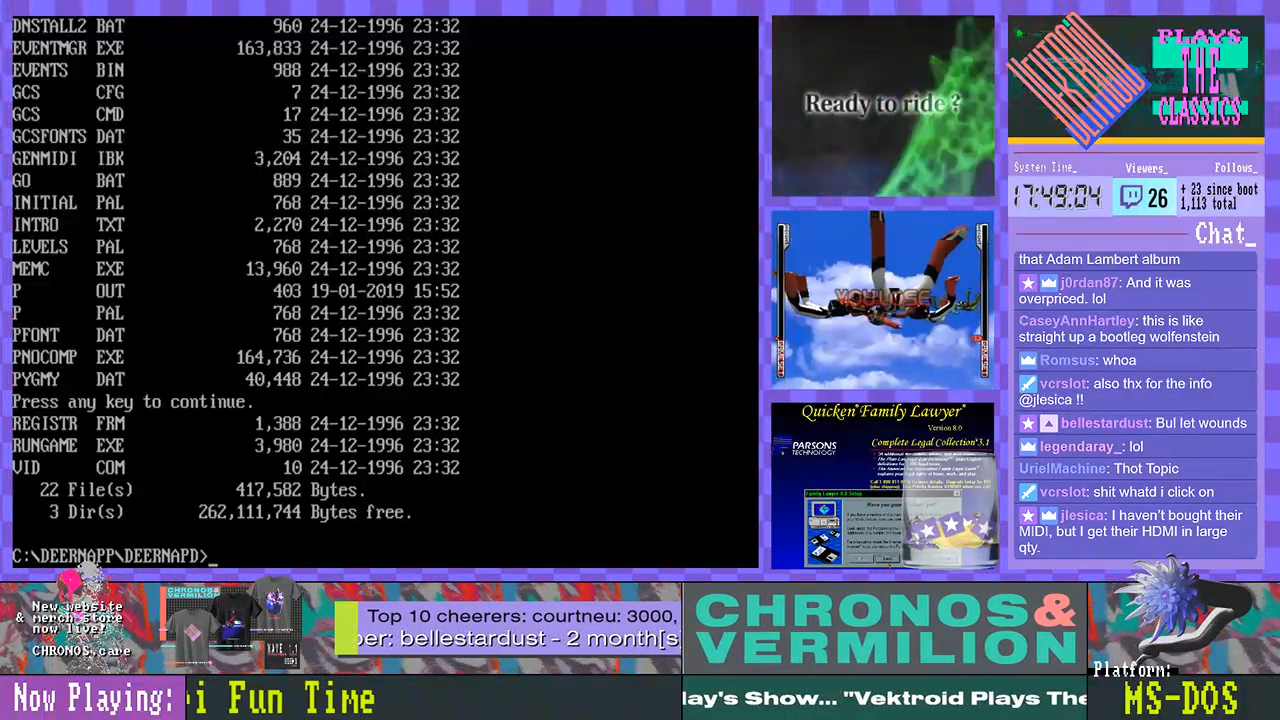 DNSTALL2 BAT 960 24-12-1996 23:32
EVENTMGR EXE 163,833 24-12-1996 23:32
EVENTS BIN 988 24-12-1996 23:32
GCS CFG 7 24-12-1996 23:32
GCS CMD 17 24-12-1996 23:32
GCSFONTS DAT 35 24-12-1996 23:32
GENMIDI IBK 3,204 24-12-1996 23:32
GO BAT 889 24-12-1996 23:32
INITIAL PAL 768 24-12-1996 23:32
INTRO TXT 2,270 24-12-1996 23:32
LEVELS PAL 768 24-12-1996 23:32
MEMC EXE 13,960 24-12-1996 23:32
P OUT 403 19-01-2019 15:52
P PAL 768 24-12-1996 23:32
PFONT DAT 768 24-12-1996 23:32
PNOCOMP EXE 164,736 24-12-1996 23:32
PYGMY DAT 40,448 24-12-1996 23:32
Press any key to continue.
REGISTR FRM 1,388 24-12-1996 23:32
RUNGAME EXE 3,980 24-12-1996 23:32
VID COM 10 24-12-1996 23:32
22 File(s) 417,582 Bytes.
3 Dir(s) 262,111,744 Bytes free.
C:\DEERNAPP\DEERNAPD>_
Ready to ride ?
YOU LOSE
Quicken Family Lawyer
Version 8.0
PARSONS
TECHNOLOGY
Complete Legal Collection 3.1
Family Lawyer 8.0 Setup
PLAYS
THE
CLASSICS
System Time_
17:49:04
Viewers_
26
Follows_
+ 23 since boot
1,113 total
Chat_
that Adam Lambert album
j0rdan87: And it was
overpriced. lol
CaseyAnnHartley: this is like
straight up a bootleg wolfenstein
Romsus: whoa
vcrslot: also thx for the info
@jlesica !!
bellestardust: Bul let wounds
legendaray_: lol
UrielMachine: Thot Topic
vcrslot: shit whatd i click on
jlesica: I haven't bought their
MIDI, but I get their HDMI in large
qty.
New website
& merch store
now live!
CHRONOS.care
CHRONOS&
VERMILION
WAVE 1.1
Top 10 cheerers: courtneu: 3000,
per: bellestardust - 2 month[s
CHRONOS&
VERMILION
Platform:
MS-DOS
Now Playing:
i Fun Time
lay's Show... "Vektroid Plays The